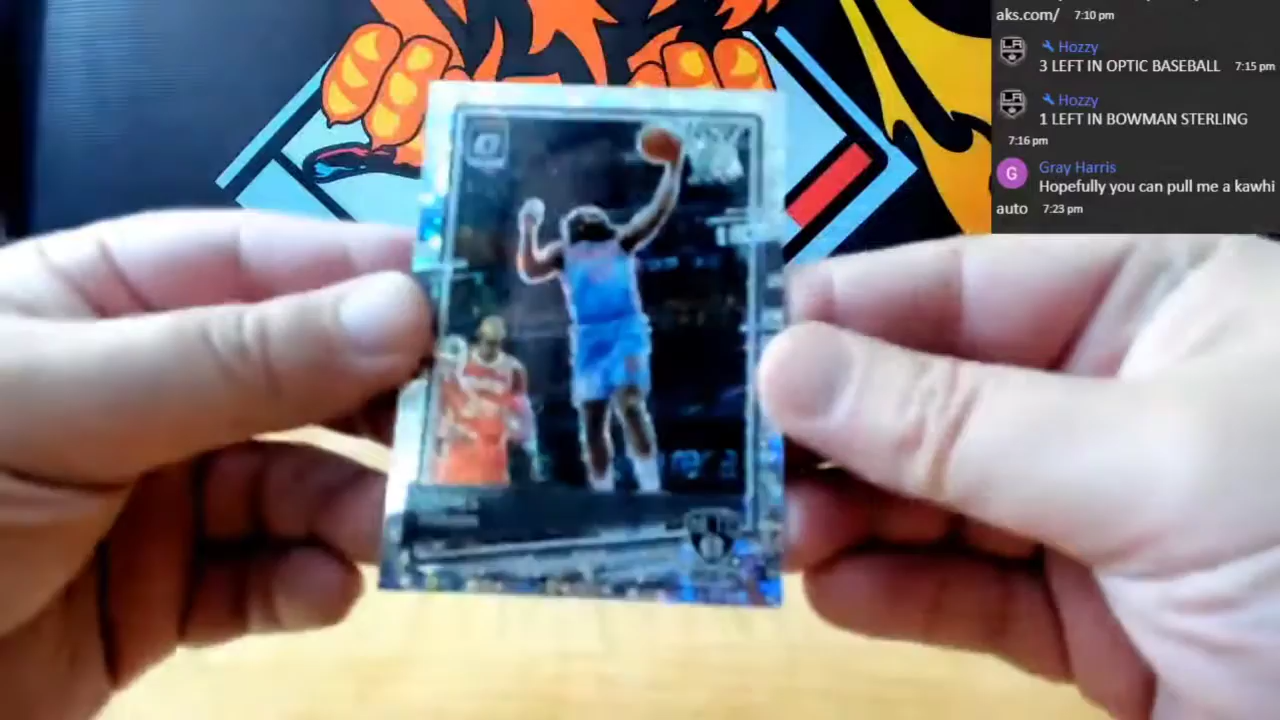 aks.com/ 7:10 pm
Hozzy
3 LEFT IN OPTIC BASEBALL 7:15 pm
Hozzy
1 LEFT IN BOWMAN STERLING
7:16 pm
G Gray Harris
Hopefully you can pull me a kawhi
auto 7:23 pm